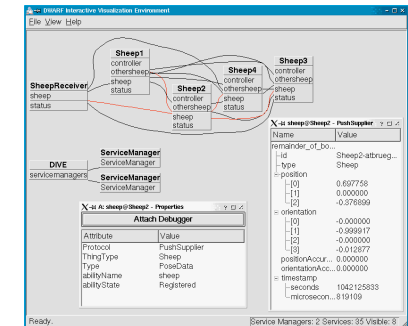 DWARF Interactive Visualization Environment
File View Help
Sheep1
controller
othersheep
sheep
status
Sheep3
controller
othersheep
sheep
status
Sheep4
controller
othersheep
sheep
status
SheepReceiver
sheep
status
Sheep2
controller
othersheep
sheep
status
DIVE
servicemanagers
ServiceManager
ServiceManager
ServiceManager
ServiceManager
A: sheep@Sheep2 - Properties
Attach Debugger
Attribute Value
Protocol PushSupplier
ThingType Sheep
Type PoseData
abilityName sheep
abilityState Registered
sheep@Sheep2 - PushSupplier
Name Value
remainder_of_bo...
id Sheep2-atbrueg...
type Sheep
position
[0] 0.697758
[1] 0.000000
[2] -0.376899
orientation
[0] -0.000000
[1] -0.999917
[2] -0.000000
[3] -0.012877
positionAccur... 0.000000
orientationAcc... 0.000000
timestamp
seconds 1042125833
microsecon... 819109
Ready.
Service Managers: 2 Services: 35 Visible: 8